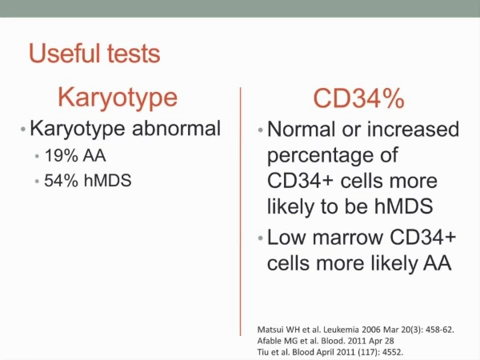 Useful tests
Karyotype
• Karyotype abnormal
• 19% AA
• 54% hMDS
CD34%
• Normal or increased
percentage of
CD34+ cells more
likely to be hMDS
• Low marrow CD34+
cells more likely AA
Matsui WH et al. Leukemia 2006 Mar 20(3): 458-62.
Afable MG et al. Blood. 2011 Apr 28
Tiu et al. Blood April 2011 (117): 4552.